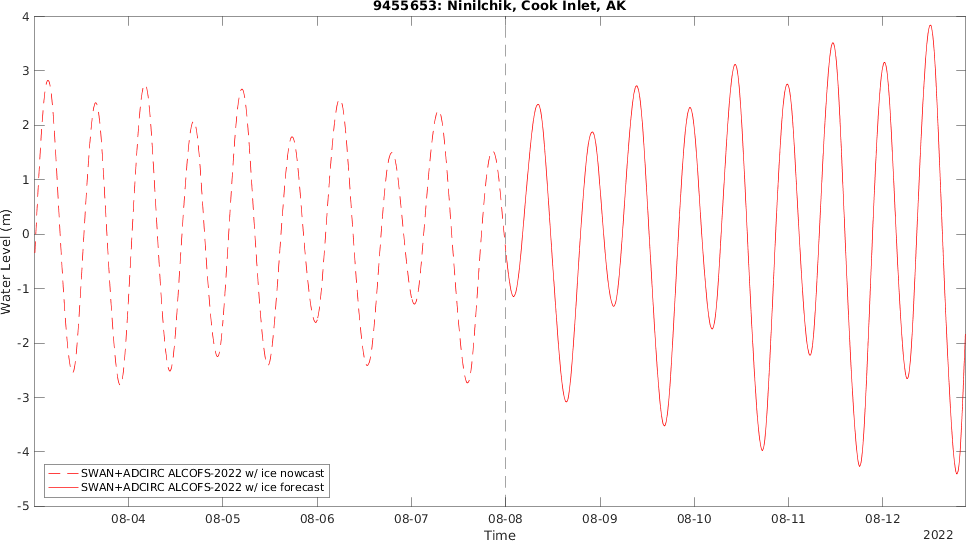 9455653: Ninilchik, Cook Inlet, AK
4
3
2
1
0
-1
-2
-3
-4
-5
Water Level (m)
SWAN+ADCIRC ALCOFS-2022 w/ ice nowcast
SWAN+ADCIRC ALCOFS-2022 w/ ice forecast
08-04 08-05 08-06 08-07 08-08 08-09 08-10 08-11 08-12
Time
2022